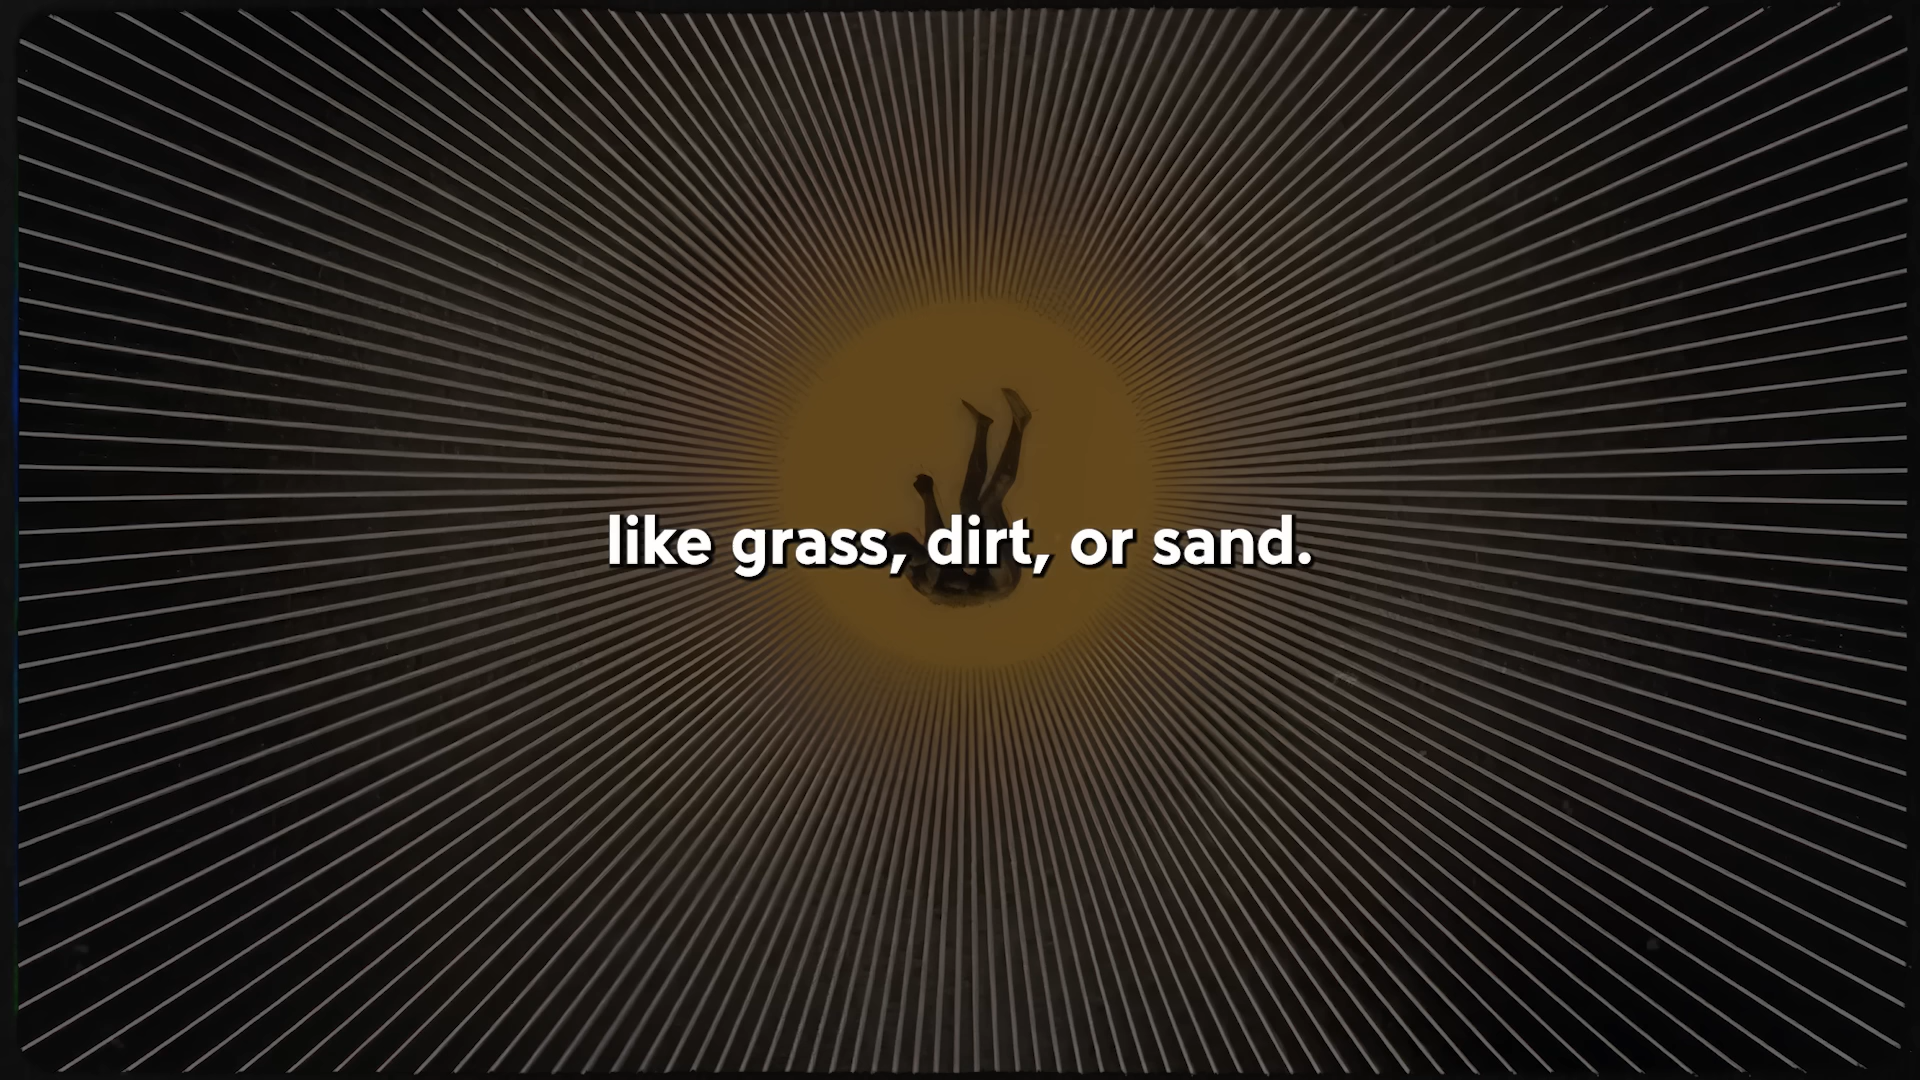 like grass, dirt, or sand.